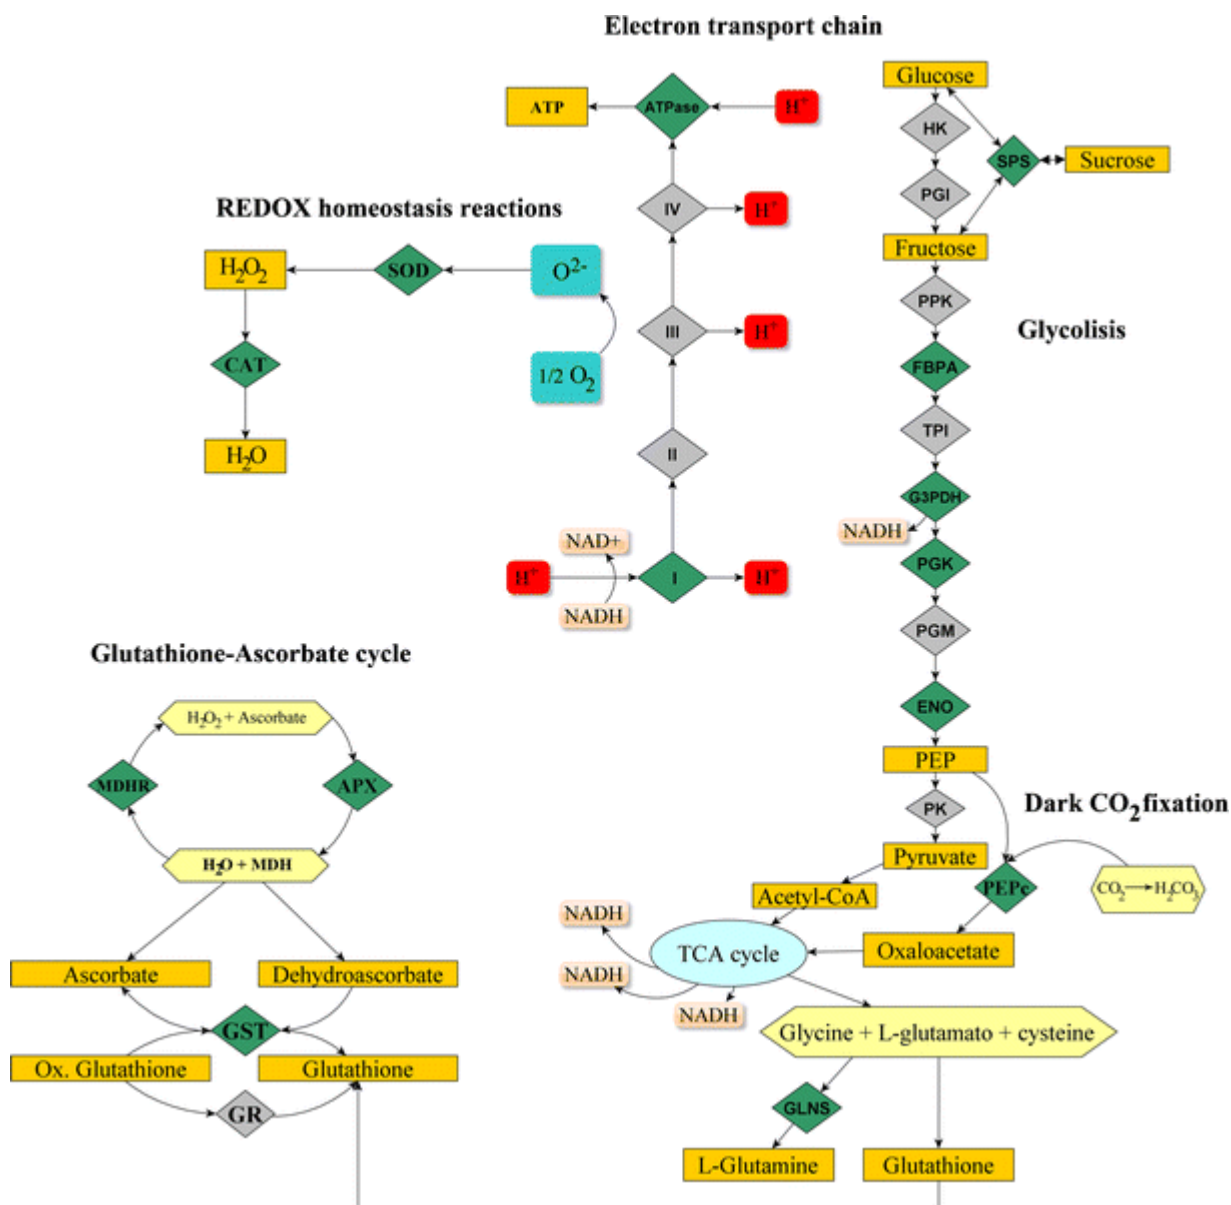 Electron transport chain
ATP
ATPase
H⁺
Glucose
HK
SPS
Sucrose
PGI
IV
H⁺
REDOX homeostasis reactions
Fructose
H₂O₂
SOD
O²⁻
PPK
III
H⁺
Glycolisis
CAT
1/2 O₂
FBPA
TPI
H₂O
II
G3PDH
NADH
NAD+
H⁺
I
H⁺
PGK
NADH
PGM
Glutathione-Ascorbate cycle
H₂O₂ + Ascorbate
ENO
PEP
MDHR
APX
PK
Dark CO₂ fixation
H₂O + MDH
Pyruvate
PEPc
CO₂→H₂CO₃
Acetyl-CoA
NADH
TCA cycle
Oxaloacetate
Ascorbate
Dehydroascorbate
NADH
NADH
GST
Glycine + L-glutamato + cysteine
Ox. Glutathione
Glutathione
GR
GLNS
L-Glutamine
Glutathione